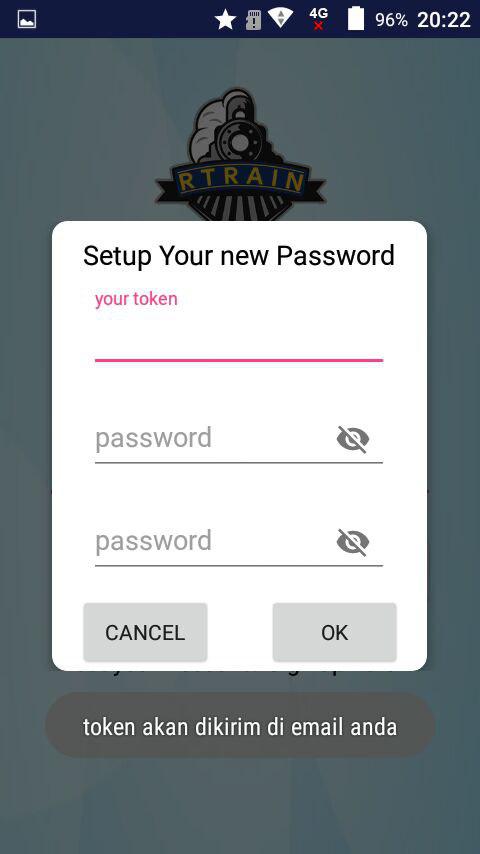 4G
96% 20:22
RTRAIN
Setup Your new Password
your token
password
password
CANCEL OK
token akan dikirim di email anda